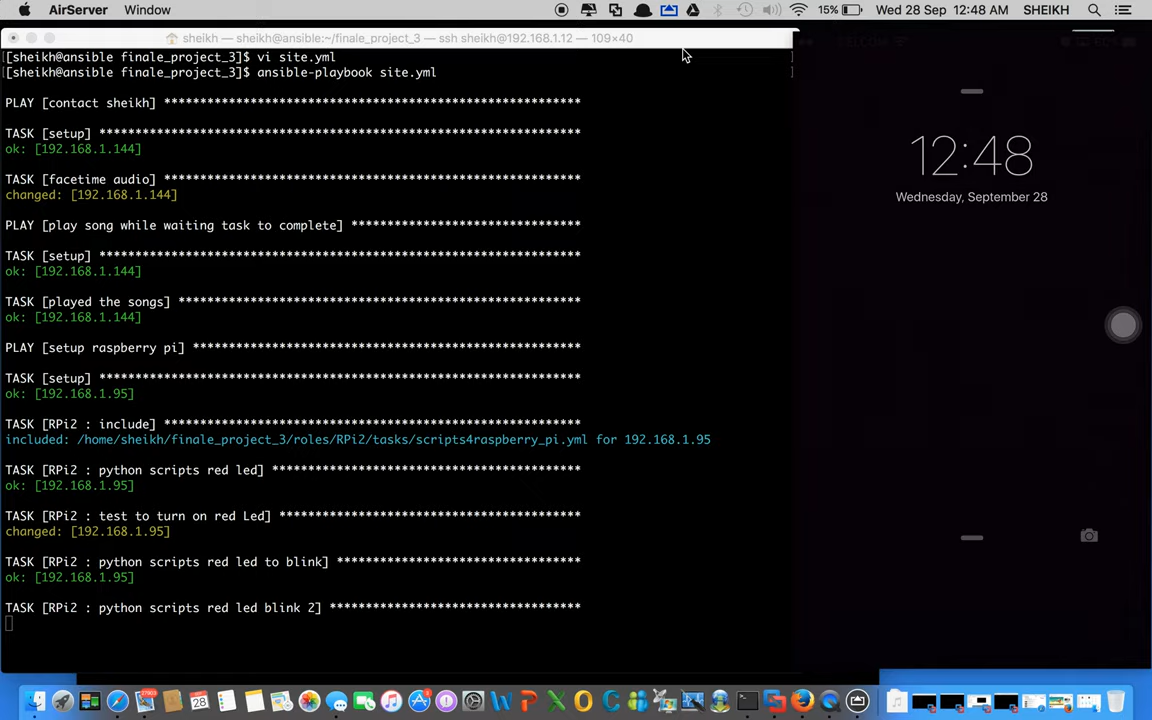 AirServer Window 15% Wed 28 Sep 12:48 AM SHEIKH
sheikh — sheikh@ansible:~/finale_project_3 — ssh sheikh@192.168.1.12 — 109×40
[[sheikh@ansible finale_project_3]$ vi site.yml ]
[[sheikh@ansible finale_project_3]$ ansible-playbook site.yml ]
PLAY [contact sheikh] **********************************************************
TASK [setup] *******************************************************************
ok: [192.168.1.144]
TASK [facetime audio] **********************************************************
changed: [192.168.1.144]
PLAY [play song while waiting task to complete] ********************************
TASK [setup] *******************************************************************
ok: [192.168.1.144]
TASK [played the songs] ********************************************************
ok: [192.168.1.144]
PLAY [setup raspberry pi] ******************************************************
TASK [setup] *******************************************************************
ok: [192.168.1.95]
TASK [RPi2 : include] **********************************************************
included: /home/sheikh/finale_project_3/roles/RPi2/tasks/scripts4raspberry_pi.yml for 192.168.1.95
TASK [RPi2 : python scripts red led] *******************************************
ok: [192.168.1.95]
TASK [RPi2 : test to turn on red Led] ******************************************
changed: [192.168.1.95]
TASK [RPi2 : python scripts red led to blink] **********************************
ok: [192.168.1.95]
TASK [RPi2 : python scripts red led blink 2] ***********************************
12:48
Wednesday, September 28